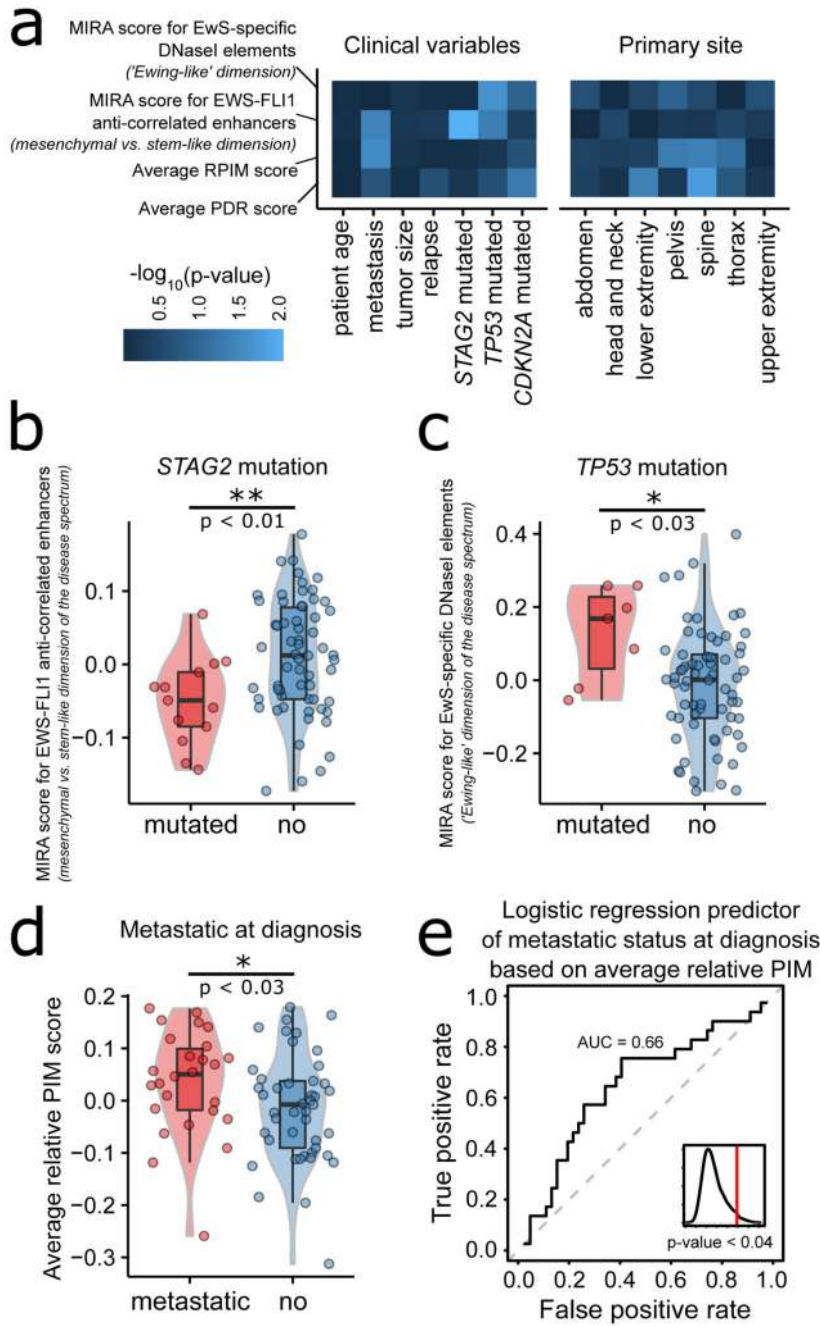 a
MIRA score for EwS-specific
DNaseI elements
('Ewing-like' dimension)
MIRA score for EWS-FLI1
anti-correlated enhancers
(mesenchymal vs. stem-like dimension)
Average RPIM score
Average PDR score
Clinical variables
Primary site
patient age
metastasis
tumor size
relapse
STAG2 mutated
TP53 mutated
CDKN2A mutated
abdomen
head and neck
lower extremity
pelvis
spine
thorax
upper extremity
-log10(p-value)
0.5
1.0
1.5
2.0
b
STAG2 mutation
**
p < 0.01
MIRA score for EWS-FLI1 anti-correlated enhancers
(mesenchymal vs. stem-like dimension of the disease spectrum)
0.1
0.0
−0.1
mutated
no
c
TP53 mutation
*
p < 0.03
MIRA score for EwS-specific DNaseI elements
('Ewing-like' dimension of the disease spectrum)
0.4
0.2
0.0
−0.2
mutated
no
d
Metastatic at diagnosis
*
p < 0.03
Average relative PIM score
0.2
0.1
0.0
−0.1
−0.2
−0.3
metastatic
no
e
Logistic regression predictor
of metastatic status at diagnosis
based on average relative PIM
True positive rate
1.0
0.8
0.6
0.4
0.2
0.0
AUC = 0.66
p-value < 0.04
0.0 0.2 0.4 0.6 0.8 1.0
False positive rate